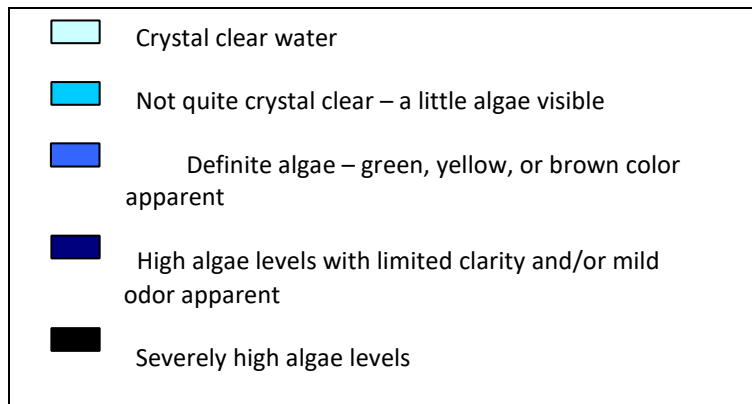 Crystal clear water
Not quite crystal clear – a little algae visible
Definite algae – green, yellow, or brown color
apparent
High algae levels with limited clarity and/or mild
odor apparent
Severely high algae levels